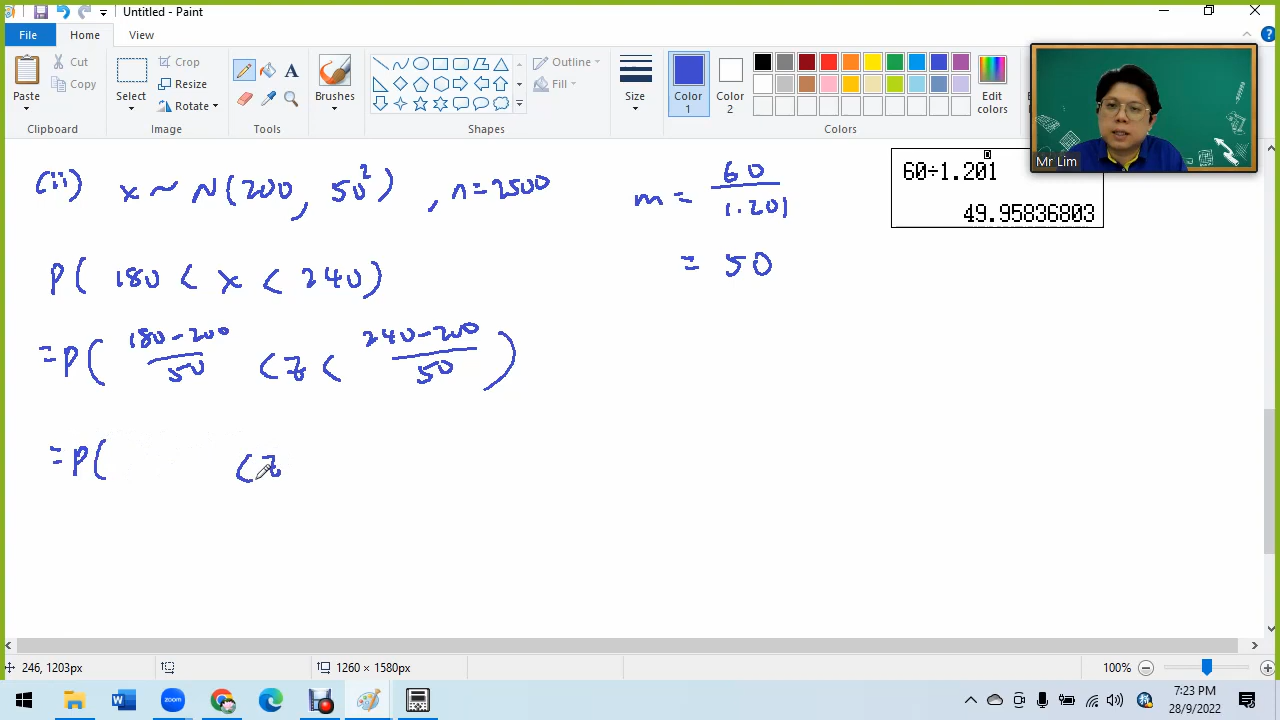 Untitled - Paint
File Home View
Paste
Cut
Copy
Clipboard
Select
Crop
Resize
Rotate
Image
Tools
Brushes
Shapes
Outline
Fill
Size
Color 1
Color 2
Edit colors
Colors
Mr Lim
(ii) x ~ N(200, 50²), n=2500
m = 60/1.201
= 50
60÷1.201
49.95836803
P( 180 < x < 240)
=P( 180-200/50 < z < 240-200/50 )
=P( < z
246, 1203px
1260 × 1580px
100%
zoom
7:23 PM
28/9/2022